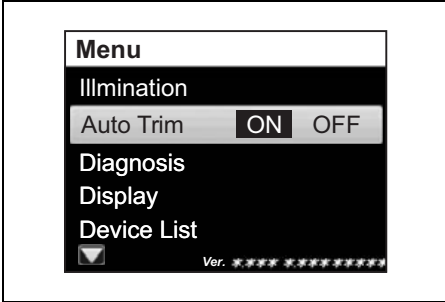 Menu
Illmination
Auto Trim ON OFF
Diagnosis
Display
Device List
Ver. **** **********